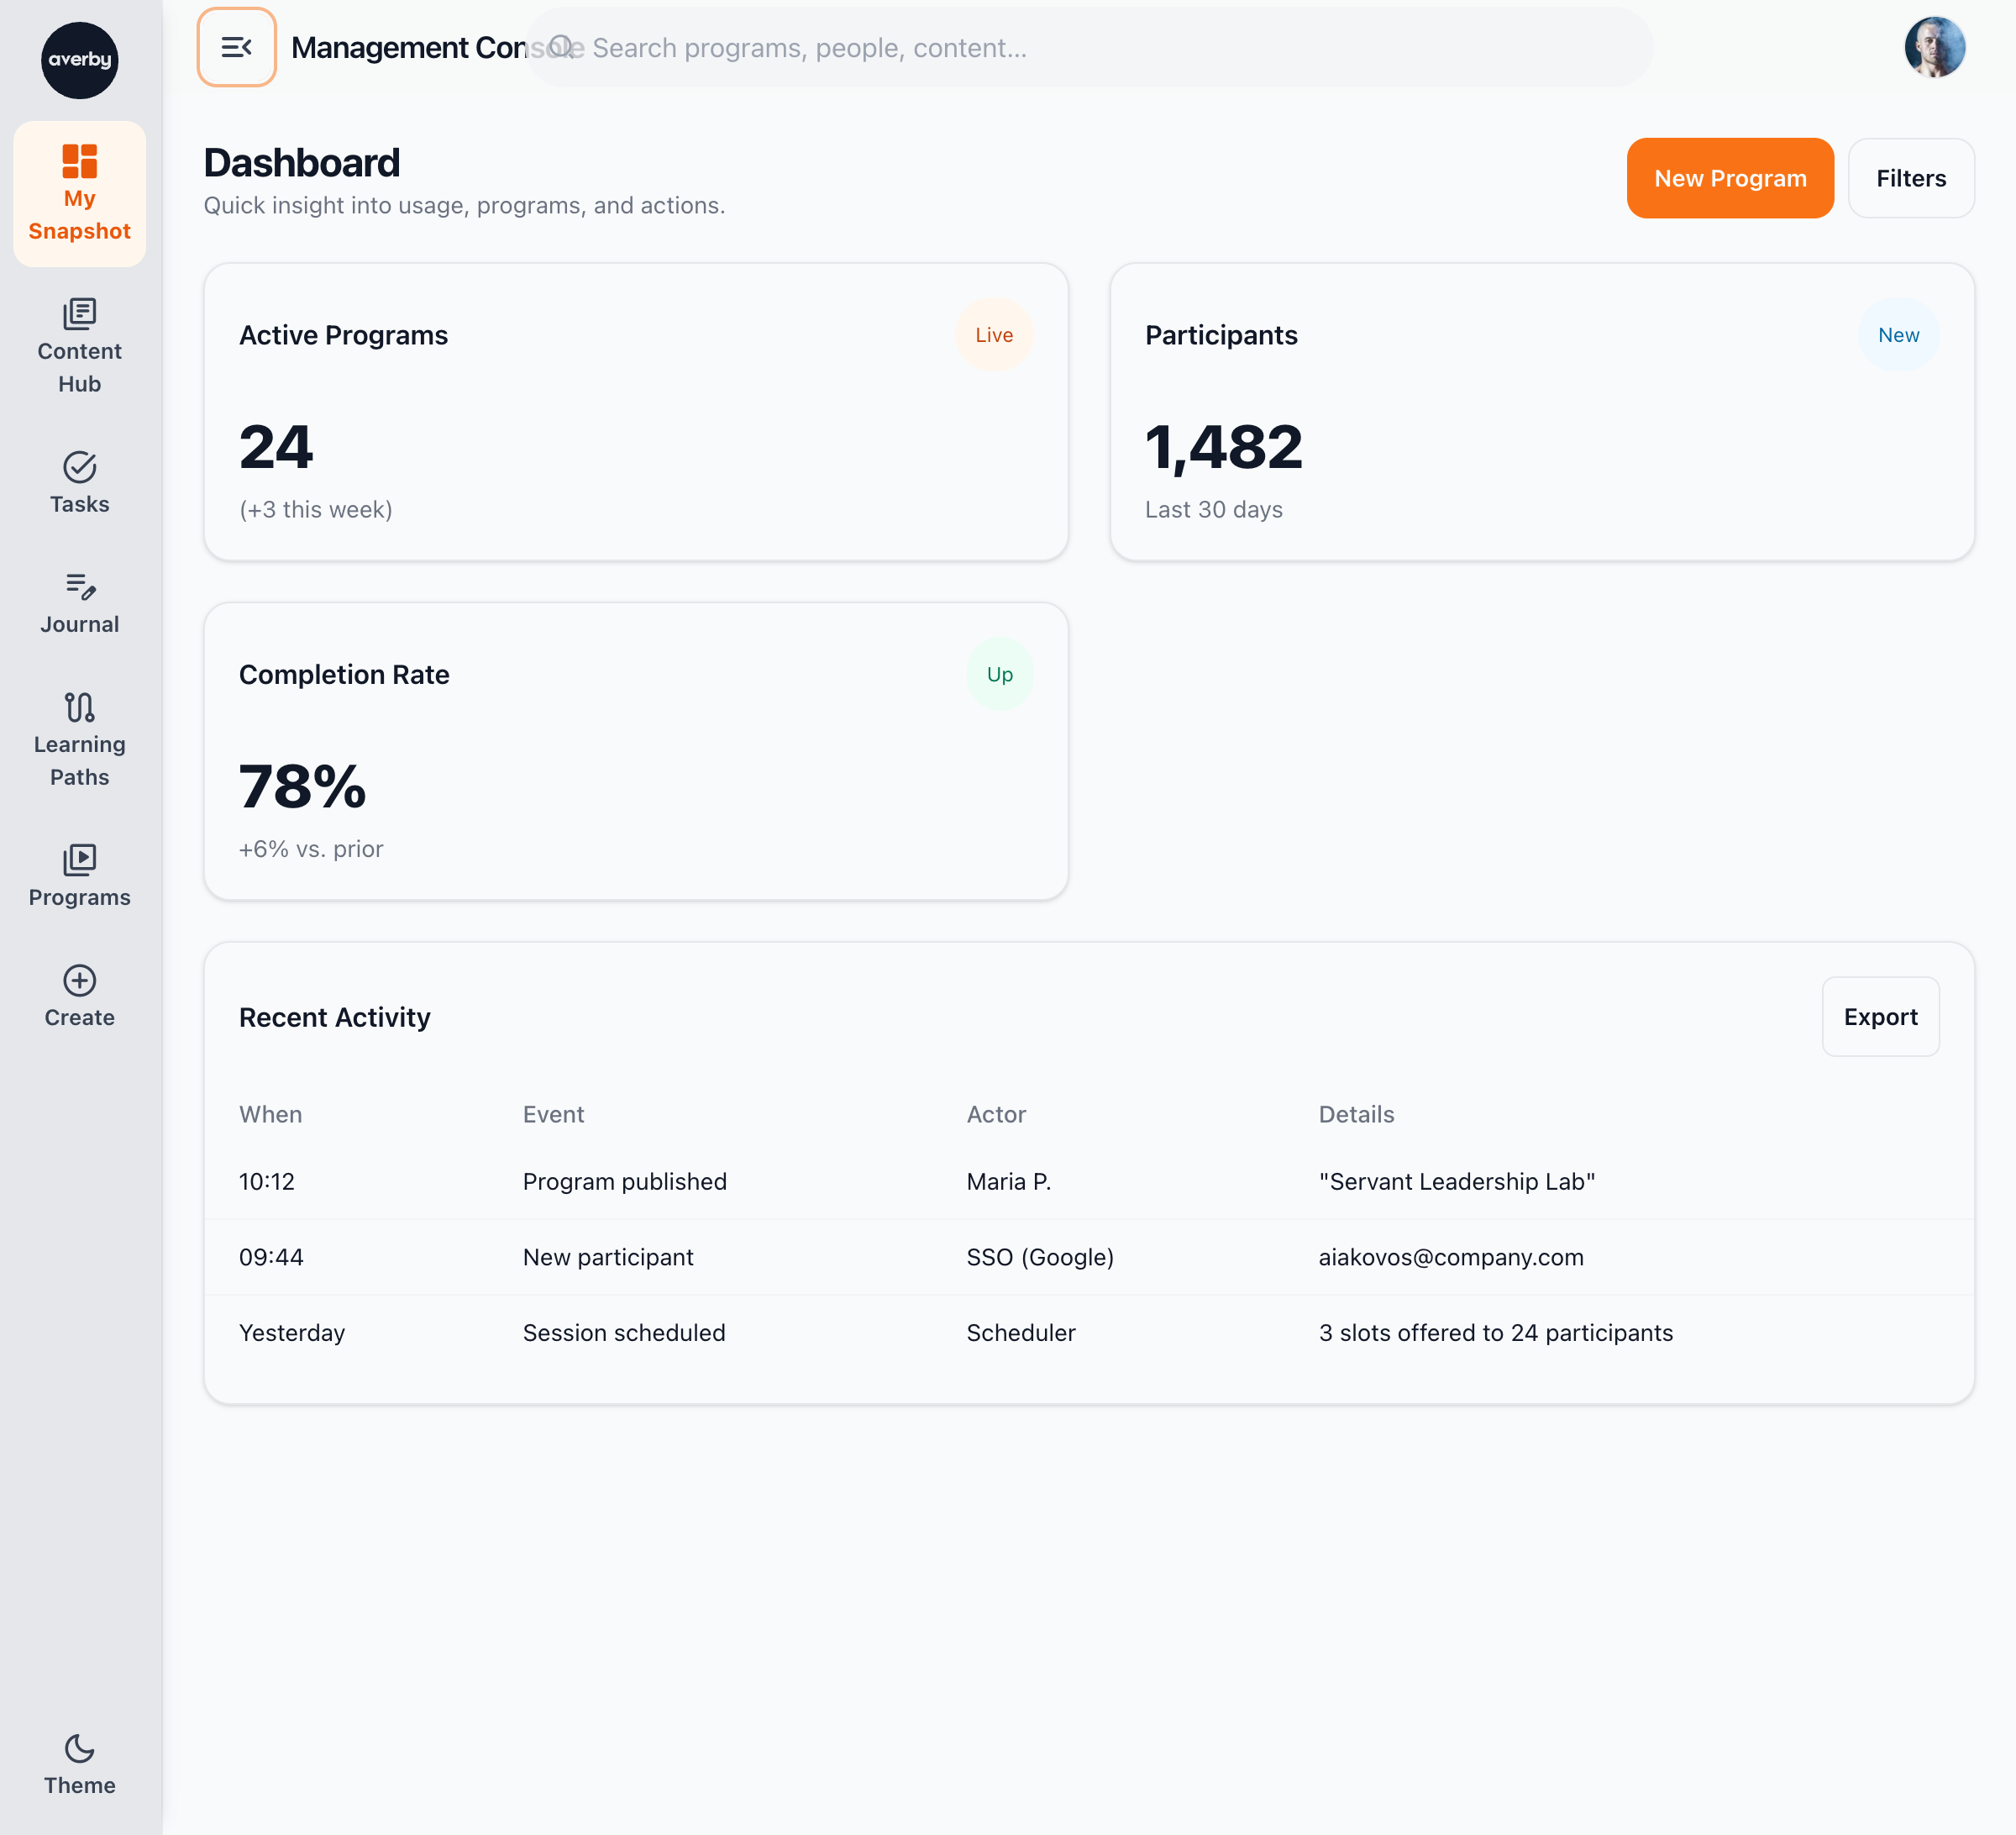 averby
Management Console
Search programs, people, content...
My
Snapshot
Content
Hub
Tasks
Journal
Learning
Paths
Programs
Create
Theme
Dashboard
Quick insight into usage, programs, and actions.
New Program
Filters
Active Programs
Live
24
(+3 this week)
Participants
New
1,482
Last 30 days
Completion Rate
Up
78%
+6% vs. prior
Recent Activity
Export
When Event Actor Details
10:12 Program published Maria P. "Servant Leadership Lab"
09:44 New participant SSO (Google) aiakovos@company.com
Yesterday Session scheduled Scheduler 3 slots offered to 24 participants